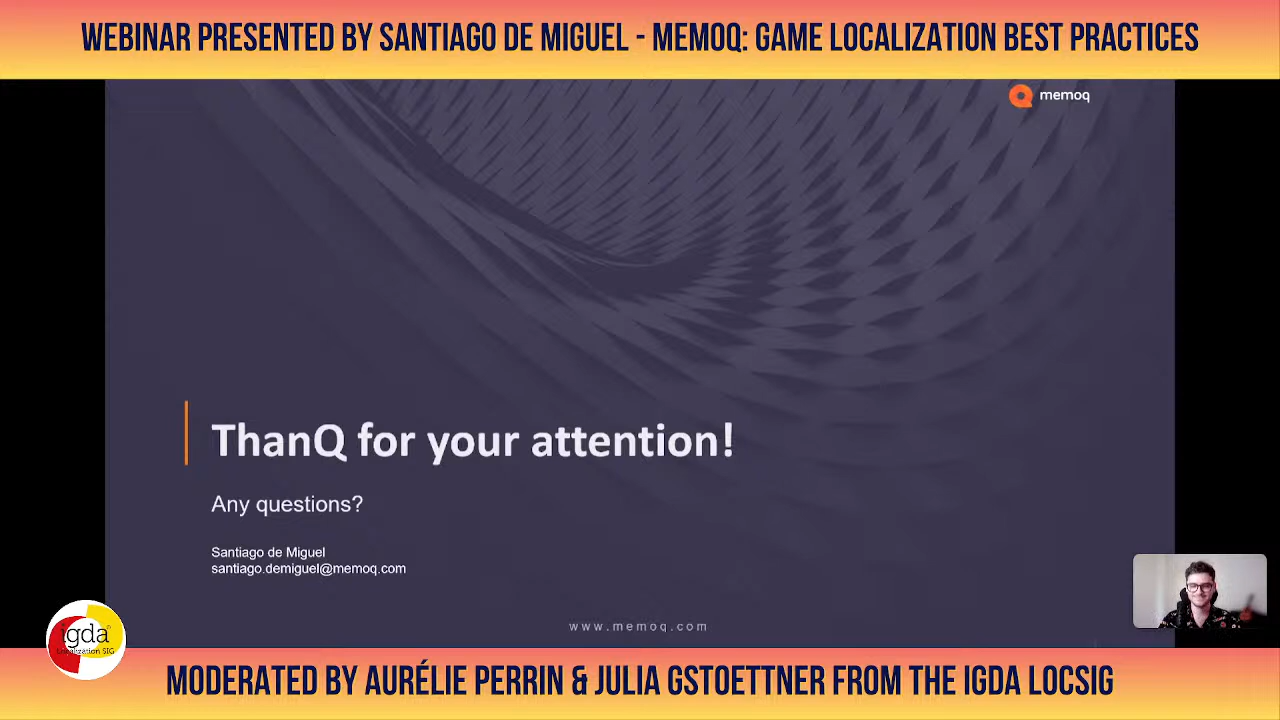 WEBINAR PRESENTED BY SANTIAGO DE MIGUEL - MEMOQ: GAME LOCALIZATION BEST PRACTICES
memoq
ThanQ for your attention!
Any questions?
Santiago de Miguel
santiago.demiguel@memoq.com
www.memoq.com
igda
Localization SIG
MODERATED BY AURÉLIE PERRIN & JULIA GSTOETTNER FROM THE IGDA LOCSIG